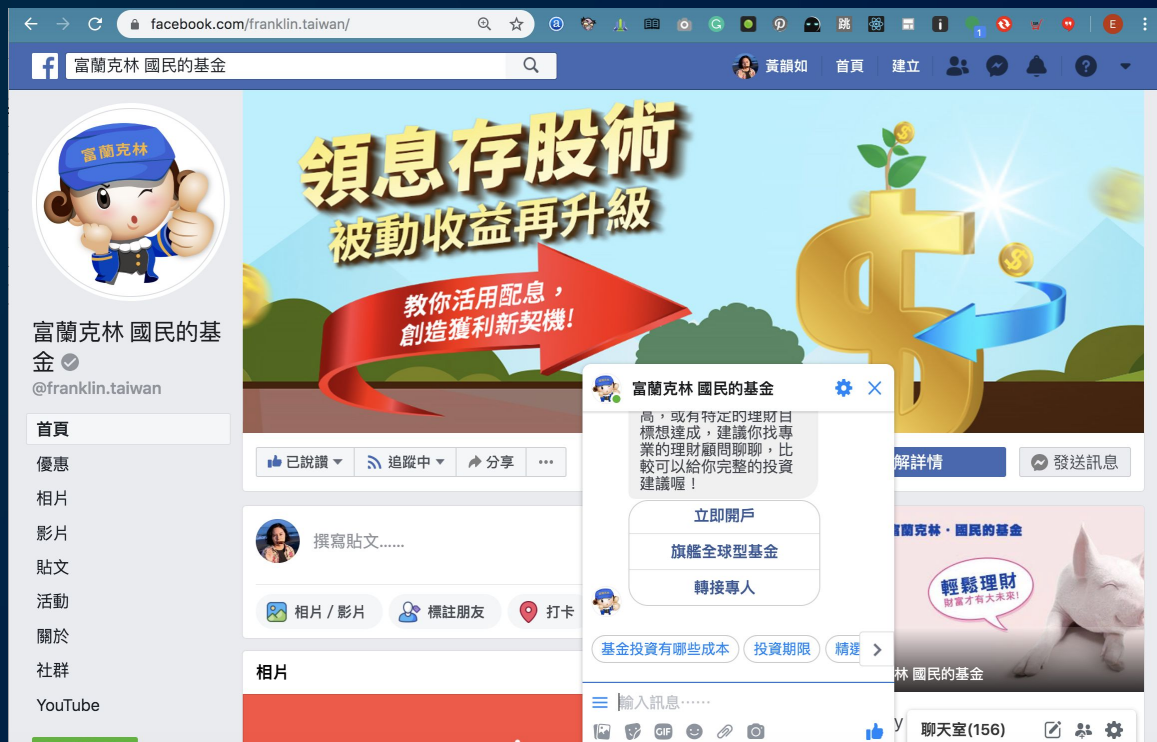 facebook.com/franklin.taiwan/
1
E
富蘭克林 國民的基金
黃韻如
首頁
建立
富蘭克林
領息存股術
被動收益再升級
教你活用配息，
創造獲利新契機!
富蘭克林 國民的基
金
@franklin.taiwan
首頁
優惠
相片
影片
貼文
活動
關於
社群
YouTube
已說讚
追蹤中
分享
解詳情
發送訊息
撰寫貼文......
相片 / 影片
標註朋友
打卡
相片
富蘭克林 國民的基金
高，或有特定的理財目
標想達成，建議你找專
業的理財顧問聊聊，比
較可以給你完整的投資
建議喔！
立即開戶
旗艦全球型基金
轉接專人
基金投資有哪些成本
投資期限
精選
輸入訊息……
GIF
富蘭克林・國民的基金
輕鬆理財
財富才有大未來!
林 國民的基金
y
聊天室(156)